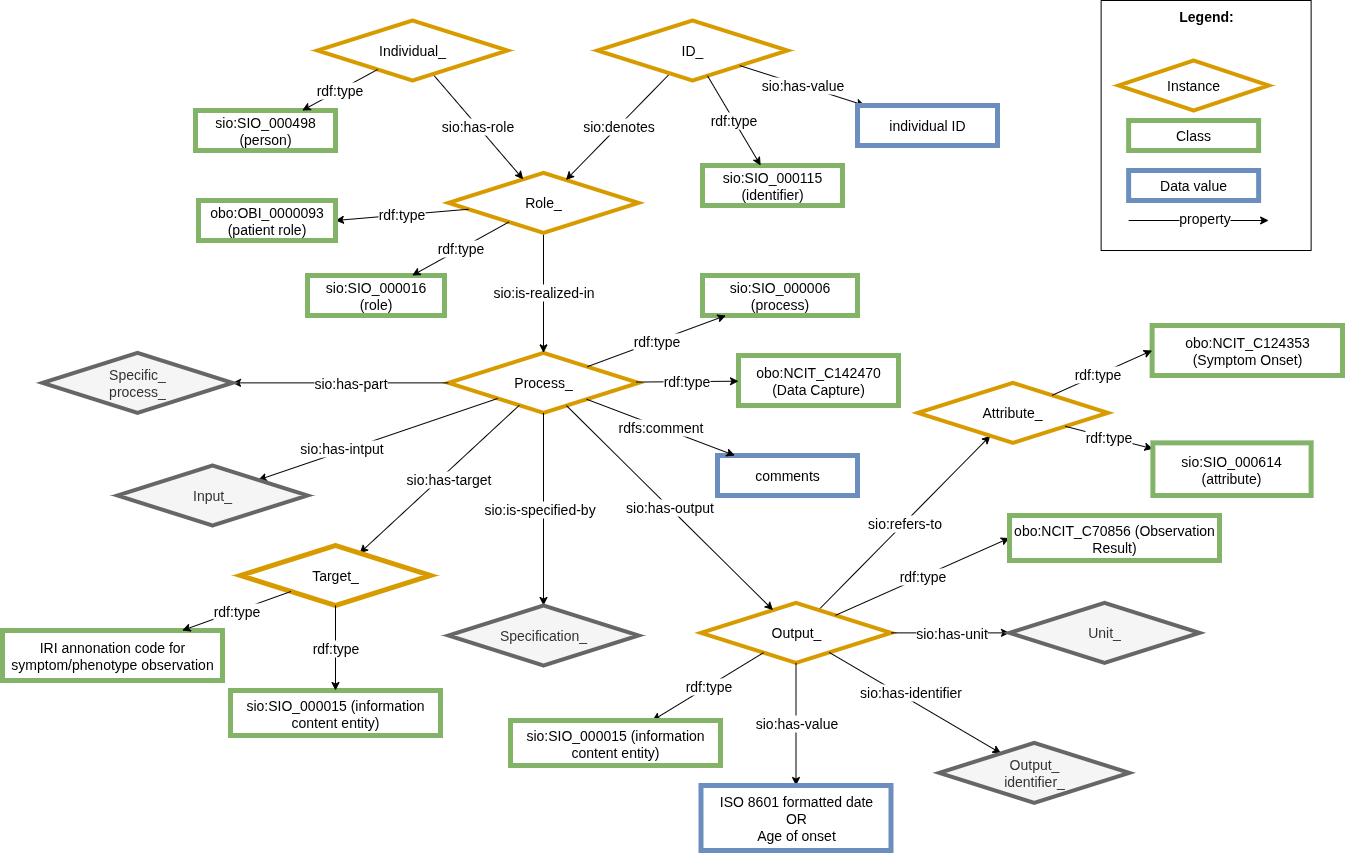 Legend:
Individual_
ID_
Instance
rdf:type
sio:has-value
sio:SIO_000498
(person)
sio:has-role
sio:denotes
rdf:type
individual ID
Class
sio:SIO_000115
(identifier)
Data value
obo:OBI_0000093
(patient role)
rdf:type
Role_
property
rdf:type
sio:SIO_000016
(role)
sio:is-realized-in
sio:SIO_000006
(process)
rdf:type
obo:NCIT_C124353
(Symptom Onset)
rdf:type
Specific_
process_
sio:has-part
Process_
rdf:type
obo:NCIT_C142470
(Data Capture)
Attribute_
rdfs:comment
rdf:type
sio:has-intput
sio:SIO_000614
(attribute)
comments
sio:has-target
Input_
sio:is-specified-by
sio:has-output
sio:refers-to
obo:NCIT_C70856 (Observation
Result)
Target_
rdf:type
rdf:type
IRI annonation code for
symptom/phenotype observation
rdf:type
Specification_
Output_
sio:has-unit
Unit_
rdf:type
sio:has-identifier
sio:SIO_000015 (information
content entity)
sio:has-value
sio:SIO_000015 (information
content entity)
Output_
identifier_
ISO 8601 formatted date
OR
Age of onset